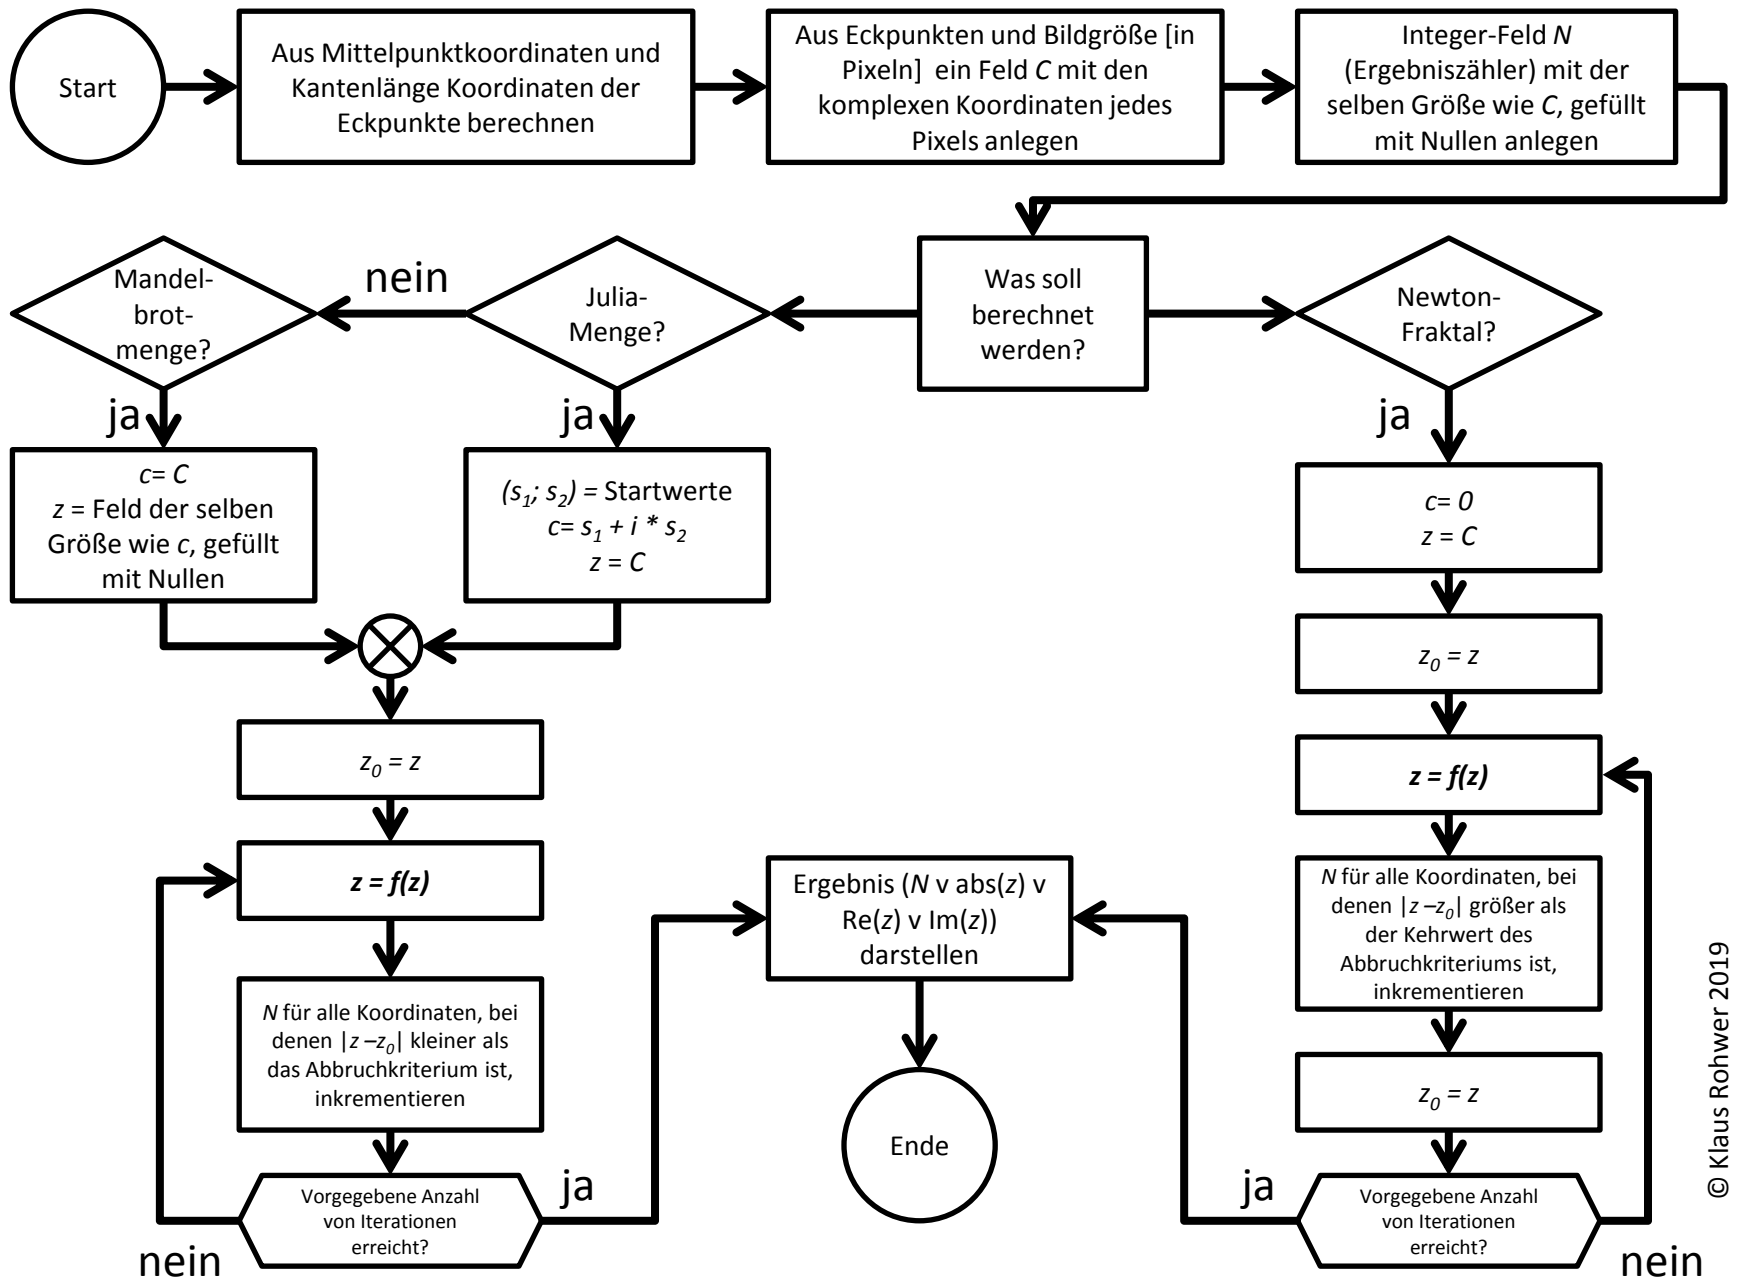 Start
Aus Mittelpunktkoordinaten und
Kantenlänge Koordinaten der
Eckpunkte berechnen
Aus Eckpunkten und Bildgröße [in
Pixeln]  ein Feld C mit den
komplexen Koordinaten jedes
Pixels anlegen
Integer-Feld N
(Ergebniszähler) mit der
selben Größe wie C, gefüllt
mit Nullen anlegen
Was soll
berechnet
werden?
Julia-
Menge?
nein
Mandel-
brot-
menge?
Newton-
Fraktal?
ja
ja
ja
c= C
z = Feld der selben
Größe wie c, gefüllt
mit Nullen
(s1; s2) = Startwerte
c= s1 + i * s2
z = C
c= 0
z = C
z0 = z
z = f(z)
N für alle Koordinaten, bei
denen |z –z0| kleiner als
das Abbruchkriterium ist,
inkrementieren
Vorgegebene Anzahl
von Iterationen
erreicht?
nein
ja
z0 = z
z = f(z)
N für alle Koordinaten, bei
denen |z –z0| größer als
der Kehrwert des
Abbruchkriteriums ist,
inkrementieren
z0 = z
Vorgegebene Anzahl
von Iterationen
erreicht?
ja
nein
Ergebnis (N v abs(z) v
Re(z) v Im(z))
darstellen
Ende
© Klaus Rohwer 2019